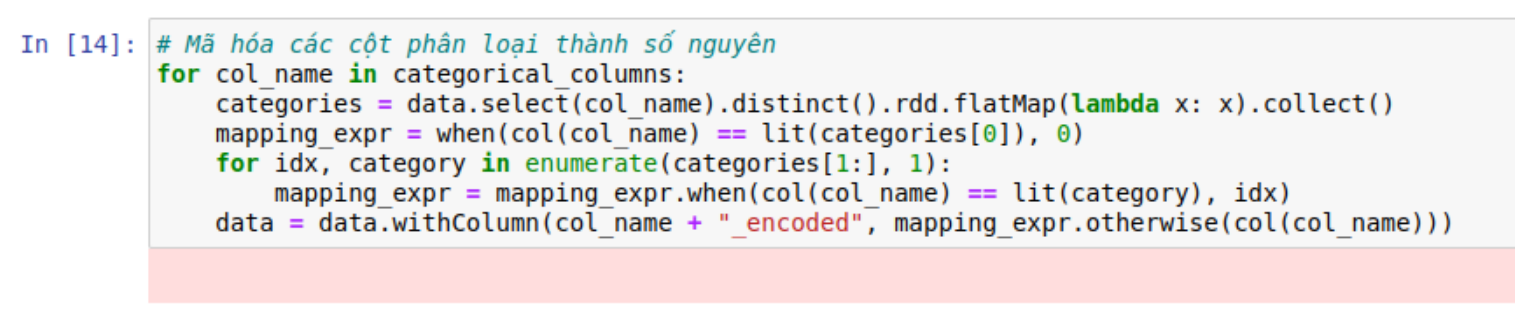 In [14]: # Mã hóa các cột phân loại thành số nguyên
for col_name in categorical_columns:
    categories = data.select(col_name).distinct().rdd.flatMap(lambda x: x).collect()
    mapping_expr = when(col(col_name) == lit(categories[0]), 0)
    for idx, category in enumerate(categories[1:], 1):
        mapping_expr = mapping_expr.when(col(col_name) == lit(category), idx)
    data = data.withColumn(col_name + "_encoded", mapping_expr.otherwise(col(col_name)))